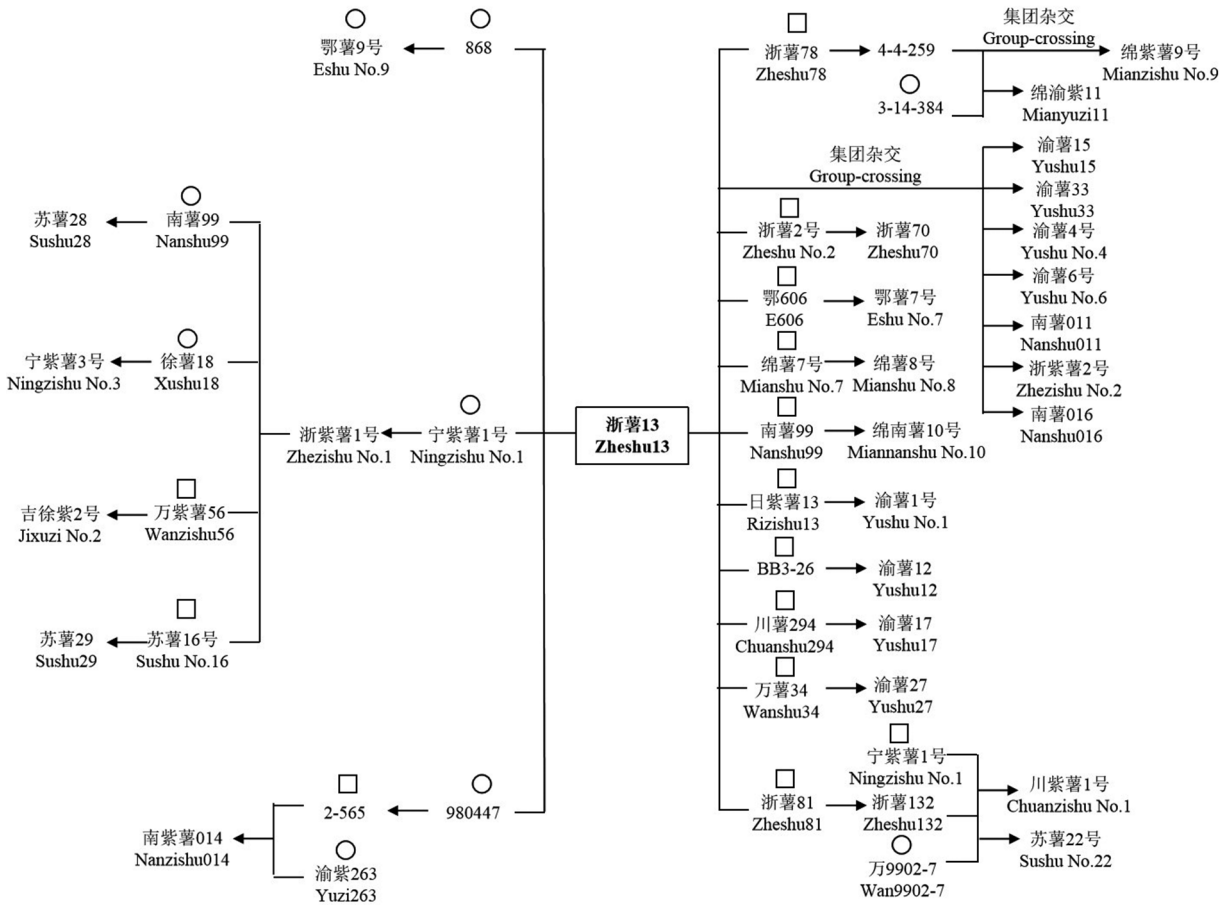 鄂薯9号
Eshu No.9
868
苏薯28
Sushu28
南薯99
Nanshu99
宁紫薯3号
Ningzishu No.3
徐薯18
Xushu18
浙紫薯1号
Zhezishu No.1
宁紫薯1号
Ningzishu No.1
吉徐紫2号
Jixuzi No.2
万紫薯56
Wanzishu56
苏薯29
Sushu29
苏薯16号
Sushu No.16
南紫薯014
Nanzishu014
2-565
980447
渝紫263
Yuzi263
浙薯13
Zheshu13
浙薯78
Zheshu78
4-4-259
3-14-384
集团杂交
Group-crossing
绵紫薯9号
Mianzishu No.9
绵渝紫11
Mianyuzi11
集团杂交
Group-crossing
渝薯15
Yushu15
渝薯33
Yushu33
渝薯4号
Yushu No.4
渝薯6号
Yushu No.6
南薯011
Nanshu011
浙紫薯2号
Zhezishu No.2
南薯016
Nanshu016
浙薯2号
Zheshu No.2
浙薯70
Zheshu70
鄂606
E606
鄂薯7号
Eshu No.7
绵薯7号
Mianshu No.7
绵薯8号
Mianshu No.8
南薯99
Nanshu99
绵南薯10号
Miannanshu No.10
日紫薯13
Rizishu13
渝薯1号
Yushu No.1
BB3-26
渝薯12
Yushu12
川薯294
Chuanshu294
渝薯17
Yushu17
万薯34
Wanshu34
渝薯27
Yushu27
宁紫薯1号
Ningzishu No.1
浙薯81
Zheshu81
浙薯132
Zheshu132
万9902-7
Wan9902-7
川紫薯1号
Chuanzishu No.1
苏薯22号
Sushu No.22